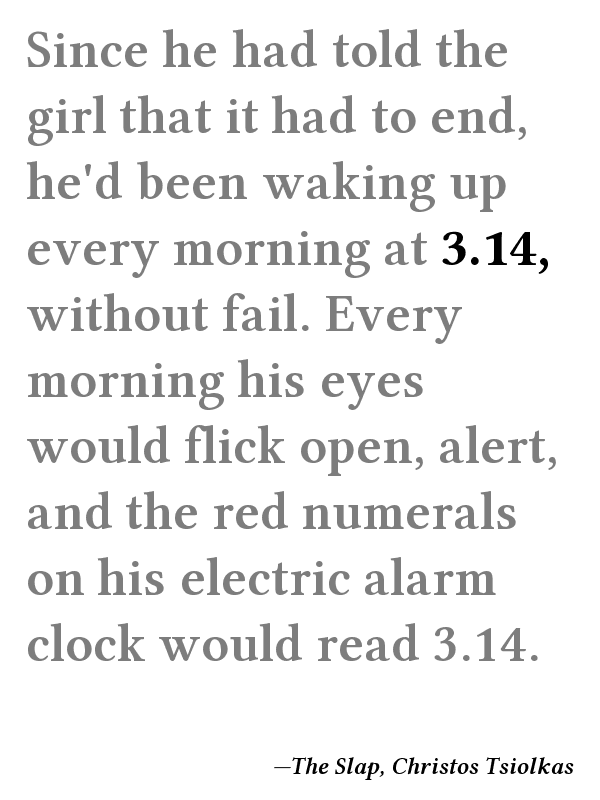 Since he had told the
girl that it had to end,
he'd been waking up
every morning at 3.14,
without fail. Every
morning his eyes
would flick open, alert,
and the red numerals
on his electric alarm
clock would read 3.14.
—The Slap, Christos Tsiolkas